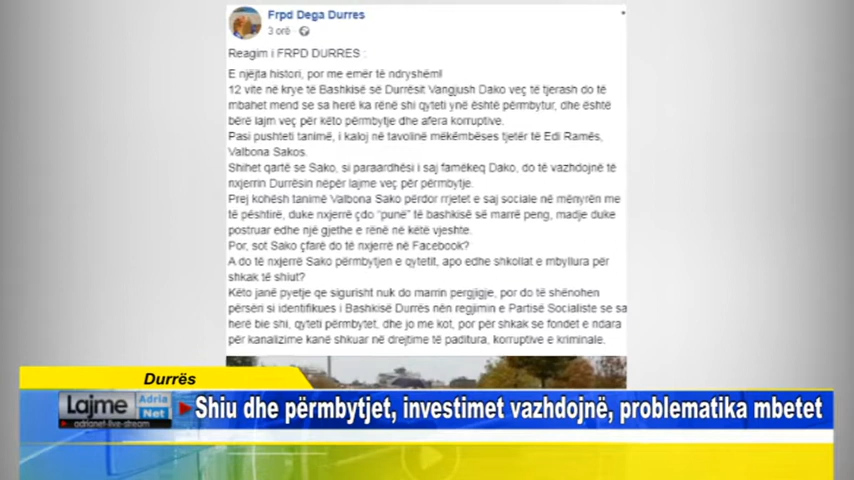 Frpd Dega Durres
3 orë ·
Reagim i FRPD DURRES :
E njëjta histori, por me emër të ndryshëm!
12 vite në krye të Bashkisë së Durrësit Vangjush Dako veç të tjerash do të
mbahet mend se sa herë ka rënë shi qyteti ynë është përmbytur, dhe është
bërë lajm veç për këto përmbytje dhe afera korruptive.
Pasi pushteti tanimë, i kaloj në tavolinë mëkëmbëses tjetër të Edi Ramës,
Valbona Sakos.
Shihet qartë se Sako, si paraardhësi i saj famëkeq Dako, do të vazhdojnë të
nxjerrin Durrësin nëpër lajme veç për përmbytje.
Prej kohësh tanimë Valbona Sako përdor rrjetet e saj sociale në mënyrën me
të pështirë, duke nxjerrë çdo "punë" të bashkisë së marrë peng, madje duke
postruar edhe një gjethe e rënë në këtë vjeshte.
Por, sot Sako çfarë do të nxjerrë në Facebook?
A do të nxjerrë Sako përmbytjen e qytetit, apo edhe shkollat e mbyllura për
shkak të shiut?
Këto janë pyetje qe sigurisht nuk do marrin pergjigje, por do të shënohen
përsëri si identifikues i Bashkisë Durrës nën regjimin e Partisë Socialiste se sa
herë bie shi, qyteti përmbytet, dhe jo me kot, por për shkak se fondet e ndara
për kanalizime kanë shkuar në drejtime të paditura, korruptive e kriminale.
Durrës
Lajme Adria Net
adrianet-live-stream
Shiu dhe përmbytjet, investimet vazhdojnë, problematika mbetet